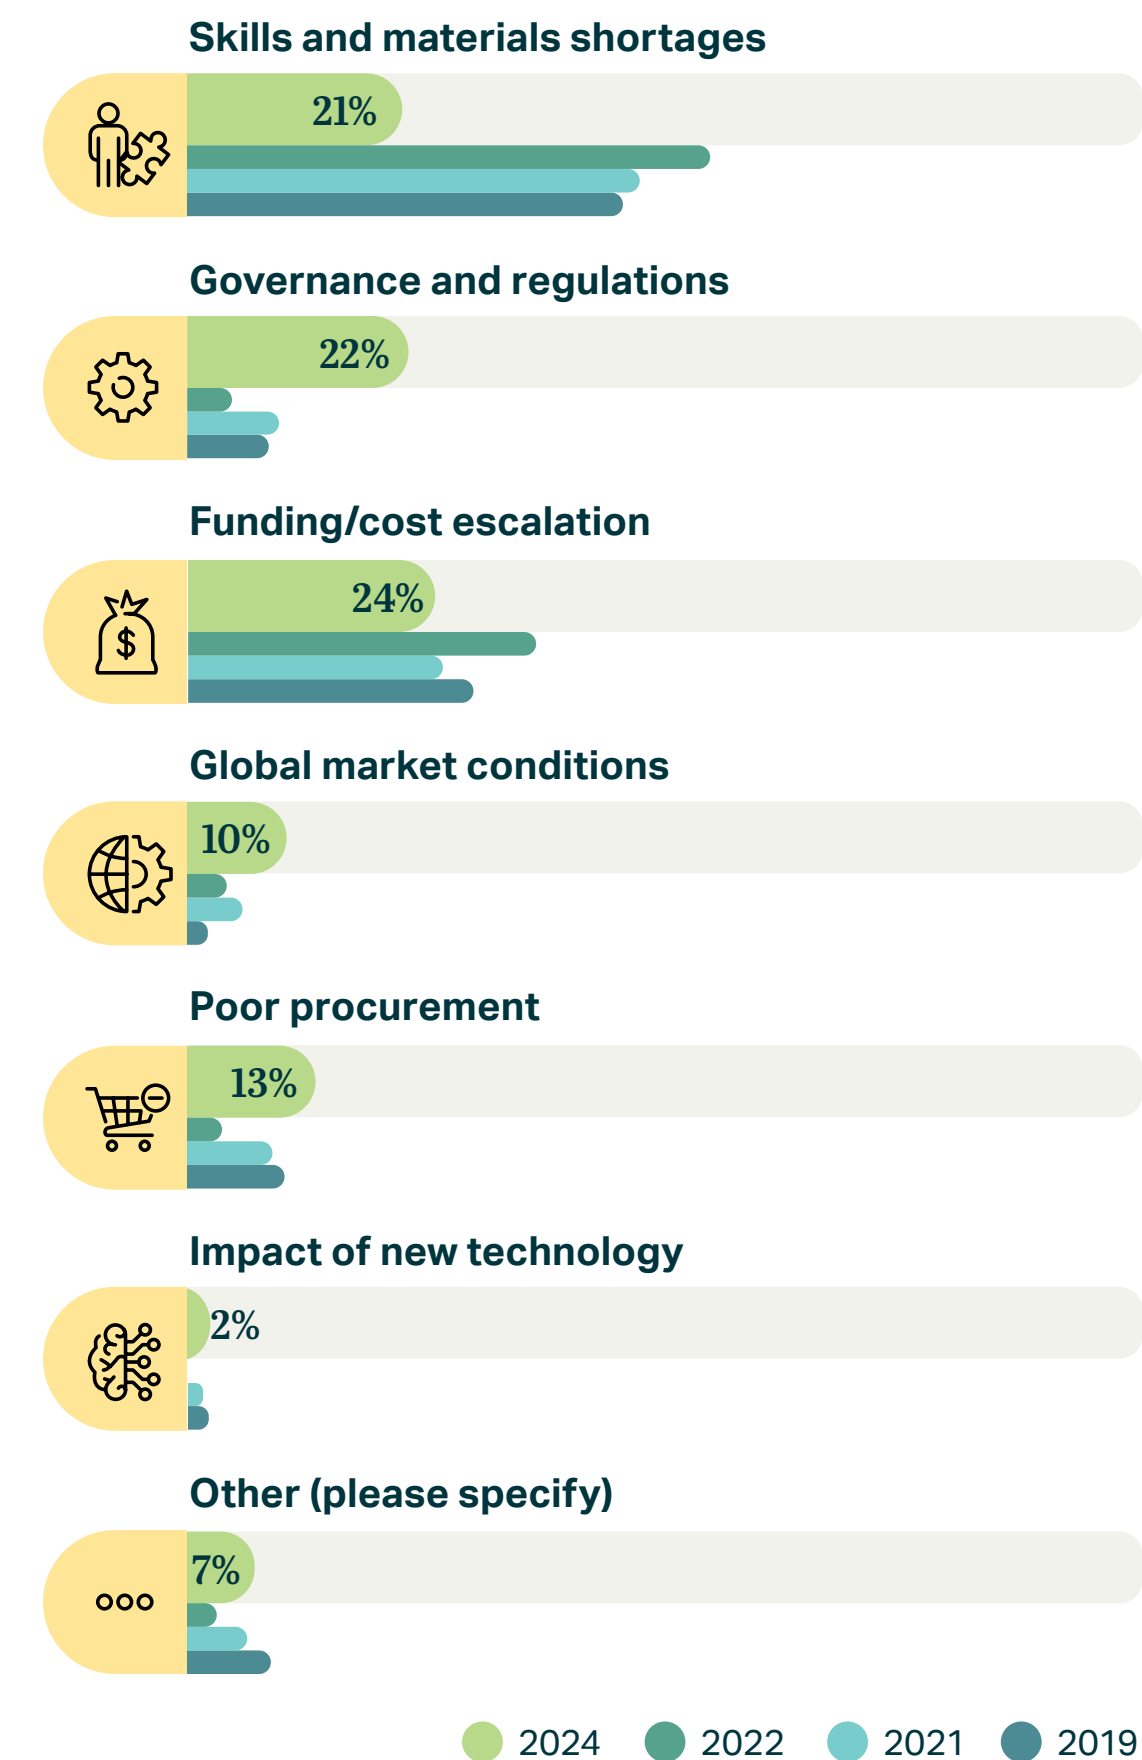 Skills and materials shortages
21%
Governance and regulations
22%
Funding/cost escalation
$
24%
Global market conditions
10%
Poor procurement
13%
Impact of new technology
2%
Other (please specify)
7%
2024 2022 2021 2019